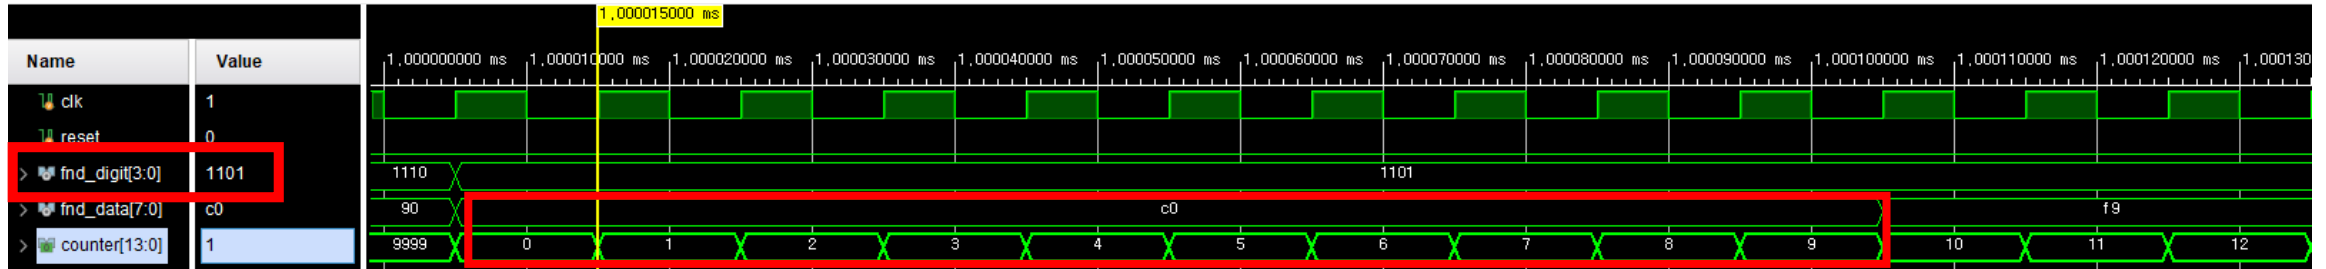 1,000015000 ms
Name Value 1,000000000 ms 1,000010000 ms 1,000020000 ms 1,000030000 ms 1,000040000 ms 1,000050000 ms 1,000060000 ms 1,000070000 ms 1,000080000 ms 1,000090000 ms 1,000100000 ms 1,000110000 ms 1,000120000 ms 1,000130
clk 1
reset 0
fnd_digit[3:0] 1101 1110 1101
fnd_data[7:0] c0 90 c0 f9
counter[13:0] 1 9999 0 1 2 3 4 5 6 7 8 9 10 11 12